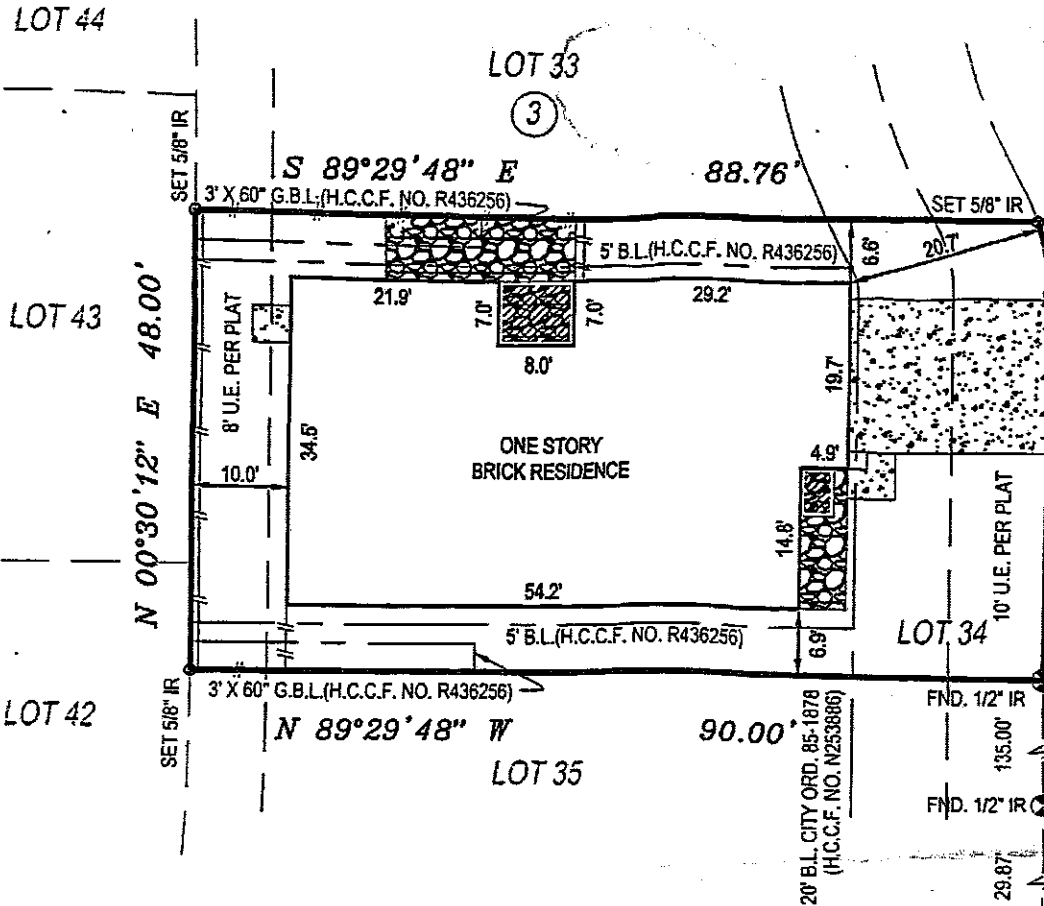 LOT 44
LOT 33
3
SET 5/8" IR
S 89°29'48" E
88.76'
3' X 60" G.B.L.(H.C.C.F. NO. R436256)
SET 5/8" IR
5' B.L.(H.C.C.F. NO. R436256)
6.6'
20.7'
LOT 43
N 00°30'12" E 48.00'
8' U.E. PER PLAT
21.9'
29.2'
7.0'
7.0'
8.0'
19.7'
34.5'
ONE STORY
BRICK RESIDENCE
4.9'
10.0'
14.8'
10' U.E. PER PLAT
54.2'
5' B.L.(H.C.C.F. NO. R436256)
6.9'
LOT 34
3' X 60" G.B.L.(H.C.C.F. NO. R436256)
FND. 1/2" IR
LOT 42
SET 5/8" IR
N 89°29'48" W
90.00'
LOT 35
20' B.L. CITY ORD. 85-1878
(H.C.C.F. NO. N253886)
135.00'
FND. 1/2" IR
29.87'